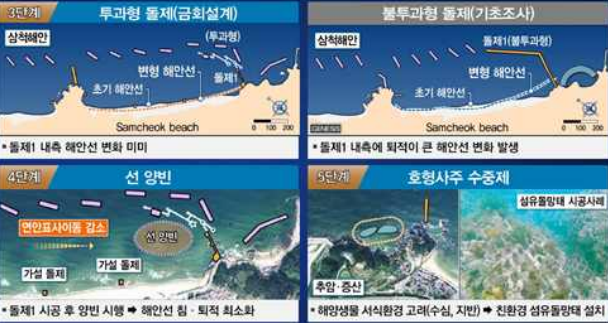 3단계
투과형 돌제(금회설계)
삼척해안
(투과형)
변형 해안선
돌제1
초기 해안선
Samcheok beach
0 100 200
▪ 돌제1 내측 해안선 변화 미미
불투과형 돌제(기초조사)
삼척해안
돌제1(불투과형)
변형 해안선
초기 해안선
Samcheok beach
0 100 200
▪ 돌제1 내측에 퇴적이 큰 해안선 변화 발생
4단계
선 양빈
연안표사이동 감소
선 양빈
가설 돌제
가설 돌제
▪ 돌제1 시공 후 양빈 시행 ➡ 해안선 침 · 퇴적 최소화
5단계
호형사주 수중제
섬유돌망태 시공사례
추암·증산
▪ 해양생물 서식환경 고려(수심, 지반) ➡ 친환경 섬유돌망태 설치